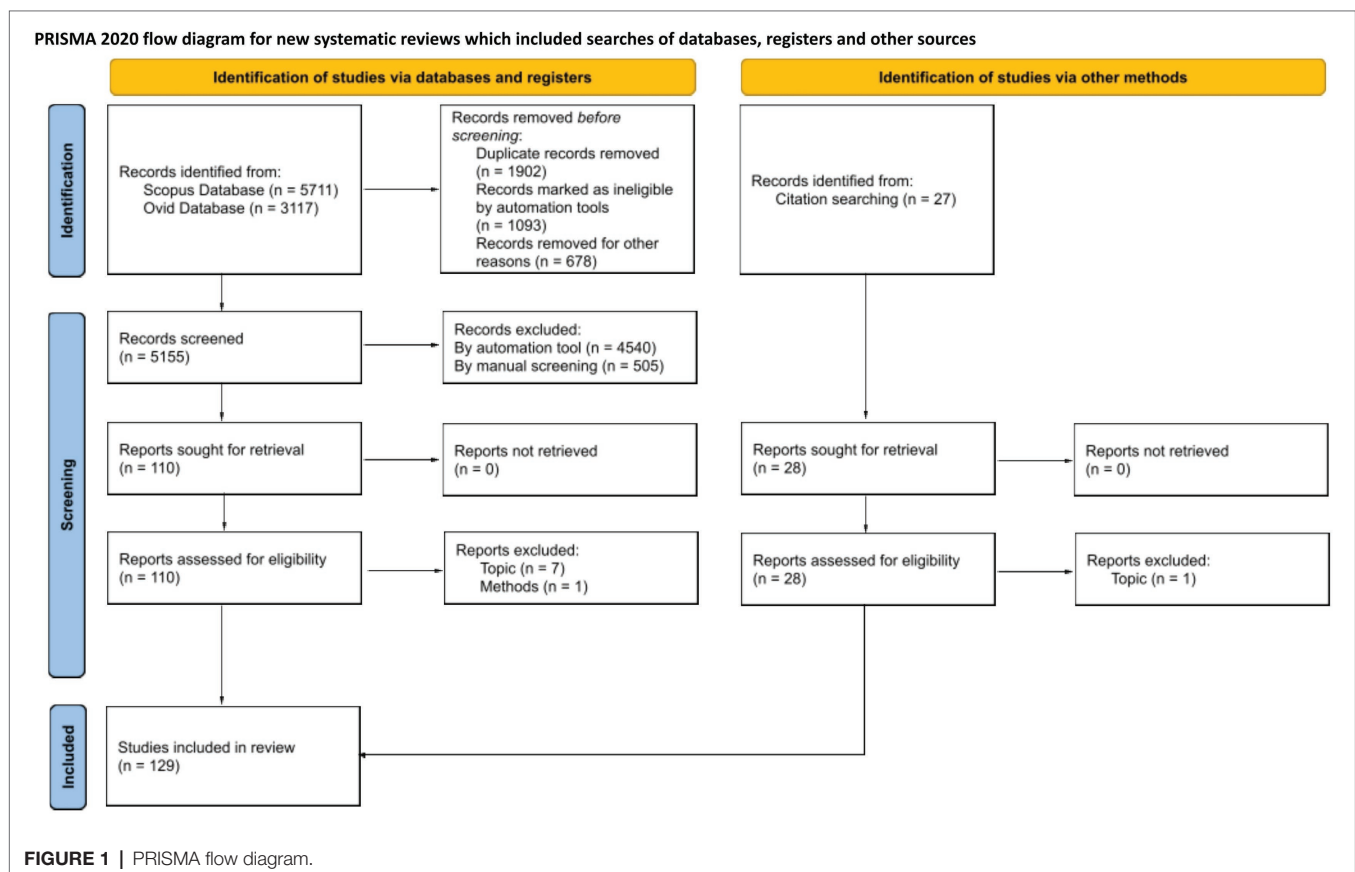 PRISMA 2020 flow diagram for new systematic reviews which included searches of databases, registers and other sources
Identification of studies via databases and registers
Identification of studies via other methods
Identification
Records identified from:
Scopus Database (n = 5711)
Ovid Database (n = 3117)
Records removed before
screening:
Duplicate records removed
(n = 1902)
Records marked as ineligible
by automation tools
(n = 1093)
Records removed for other
reasons (n = 678)
Records identified from:
Citation searching (n = 27)
Screening
Records screened
(n = 5155)
Records excluded:
By automation tool (n = 4540)
By manual screening (n = 505)
Reports sought for retrieval
(n = 110)
Reports not retrieved
(n = 0)
Reports sought for retrieval
(n = 28)
Reports not retrieved
(n = 0)
Reports assessed for eligibility
(n = 110)
Reports excluded:
Topic (n = 7)
Methods (n = 1)
Reports assessed for eligibility
(n = 28)
Reports excluded:
Topic (n = 1)
Included
Studies included in review
(n = 129)
FIGURE 1 | PRISMA flow diagram.